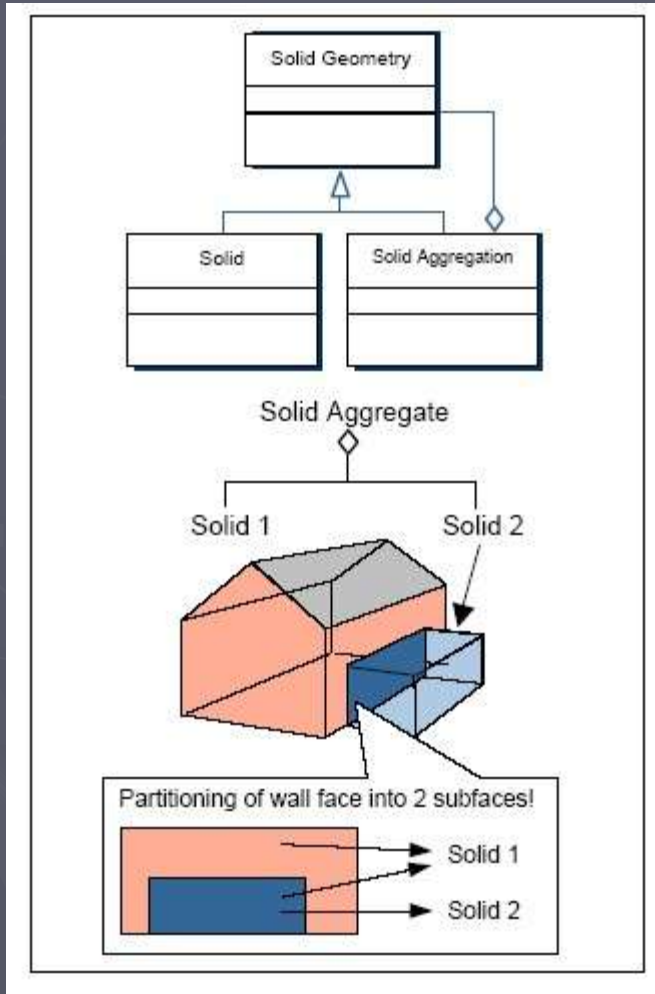 Solid Geometry
Solid
Solid Aggregation
Solid Aggregate
Solid 1
Solid 2
Partitioning of wall face into 2 subfaces!
Solid 1
Solid 2